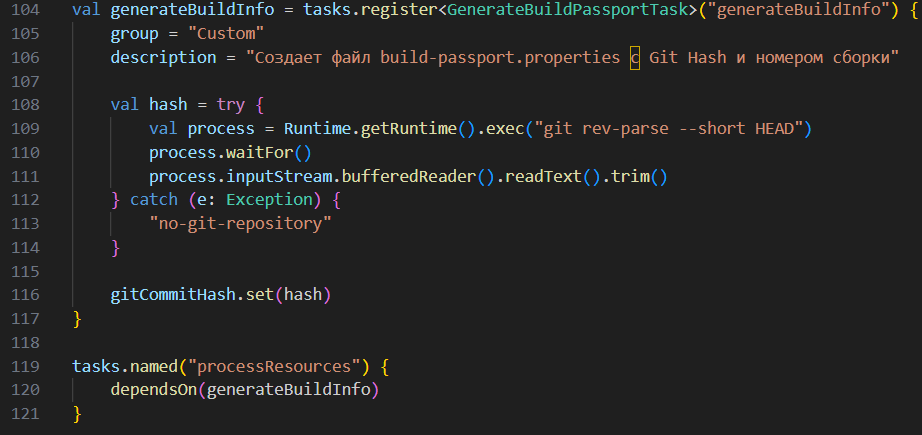 104 val generateBuildInfo = tasks.register<GenerateBuildPassportTask>("generateBuildInfo") {
105     group = "Custom"
106     description = "Создает файл build-passport.properties с Git Hash и номером сборки"
107
108     val hash = try {
109         val process = Runtime.getRuntime().exec("git rev-parse --short HEAD")
110         process.waitFor()
111         process.inputStream.bufferedReader().readText().trim()
112     } catch (e: Exception) {
113         "no-git-repository"
114     }
115
116     gitCommitHash.set(hash)
117 }
118
119 tasks.named("processResources") {
120     dependsOn(generateBuildInfo)
121 }